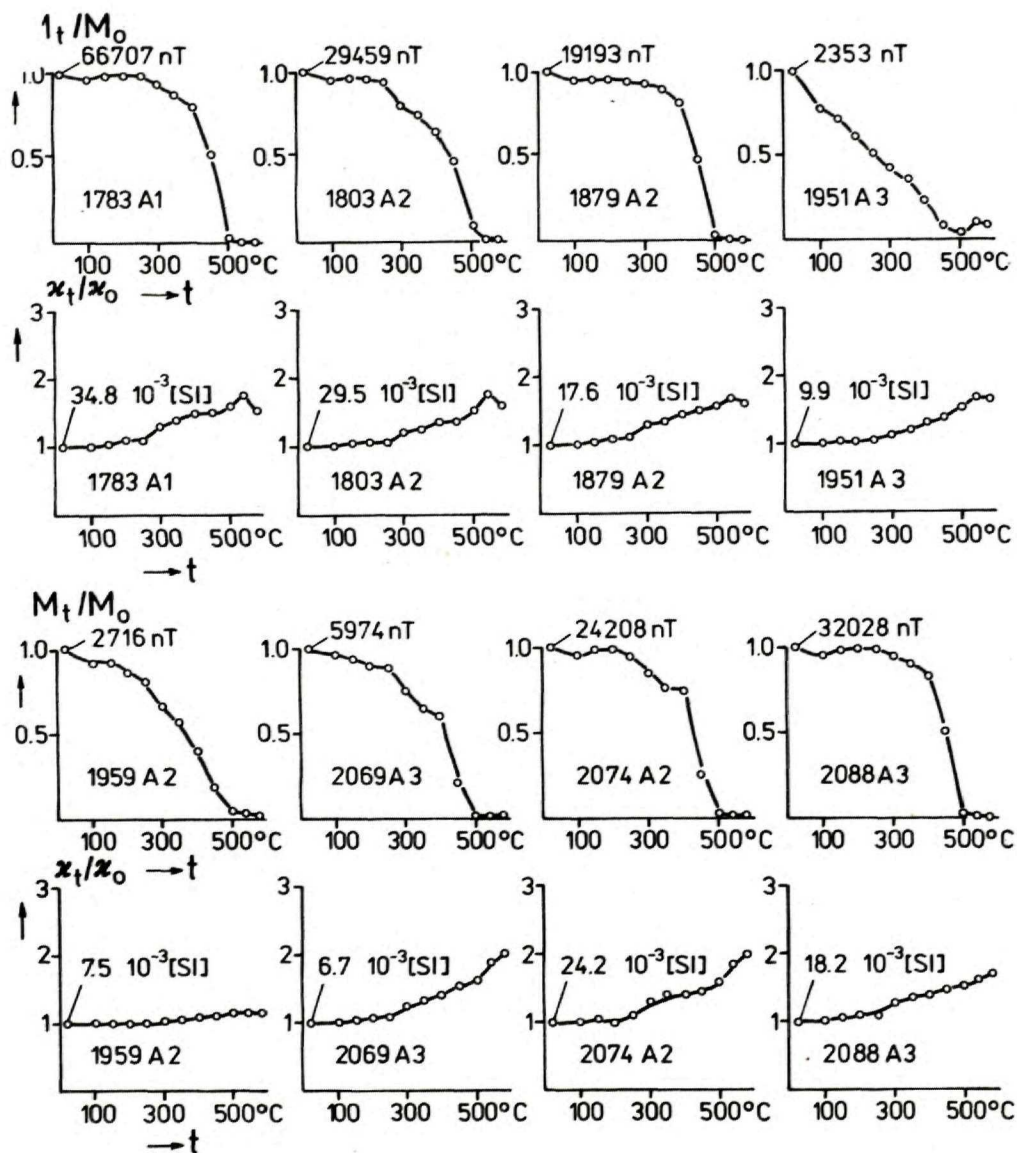 1t/Mo
66707 nT 29459 nT 19193 nT 2353 nT
1.0 1.0 1.0 1.0
0.5 0.5 0.5 0.5
1783 A1 1803 A2 1879 A2 1951 A3
100 300 500°C 100 300 500°C 100 300 500°C 100 300 500°C
ϰt/ϰo → t
3 3 3 3
2 2 2 2
34.8 10⁻³[SI] 29.5 10⁻³[SI] 17.6 10⁻³[SI] 9.9 10⁻³[SI]
1 1 1 1
1783 A1 1803 A2 1879 A2 1951 A3
100 300 500°C 100 300 500°C 100 300 500°C 100 300 500°C
→ t
Mt/Mo
2716 nT 5974 nT 24208 nT 32028 nT
1.0 1.0 1.0 1.0
0.5 0.5 0.5 0.5
1959 A2 2069 A3 2074 A2 2088 A3
100 300 500°C 100 300 500°C 100 300 500°C 100 300 500°C
ϰt/ϰo → t
3 3 3 3
2 2 2 2
7.5 10⁻³[SI] 6.7 10⁻³[SI] 24.2 10⁻³[SI] 18.2 10⁻³[SI]
1 1 1 1
1959 A2 2069 A3 2074 A2 2088 A3
100 300 500°C 100 300 500°C 100 300 500°C 100 300 500°C
→ t